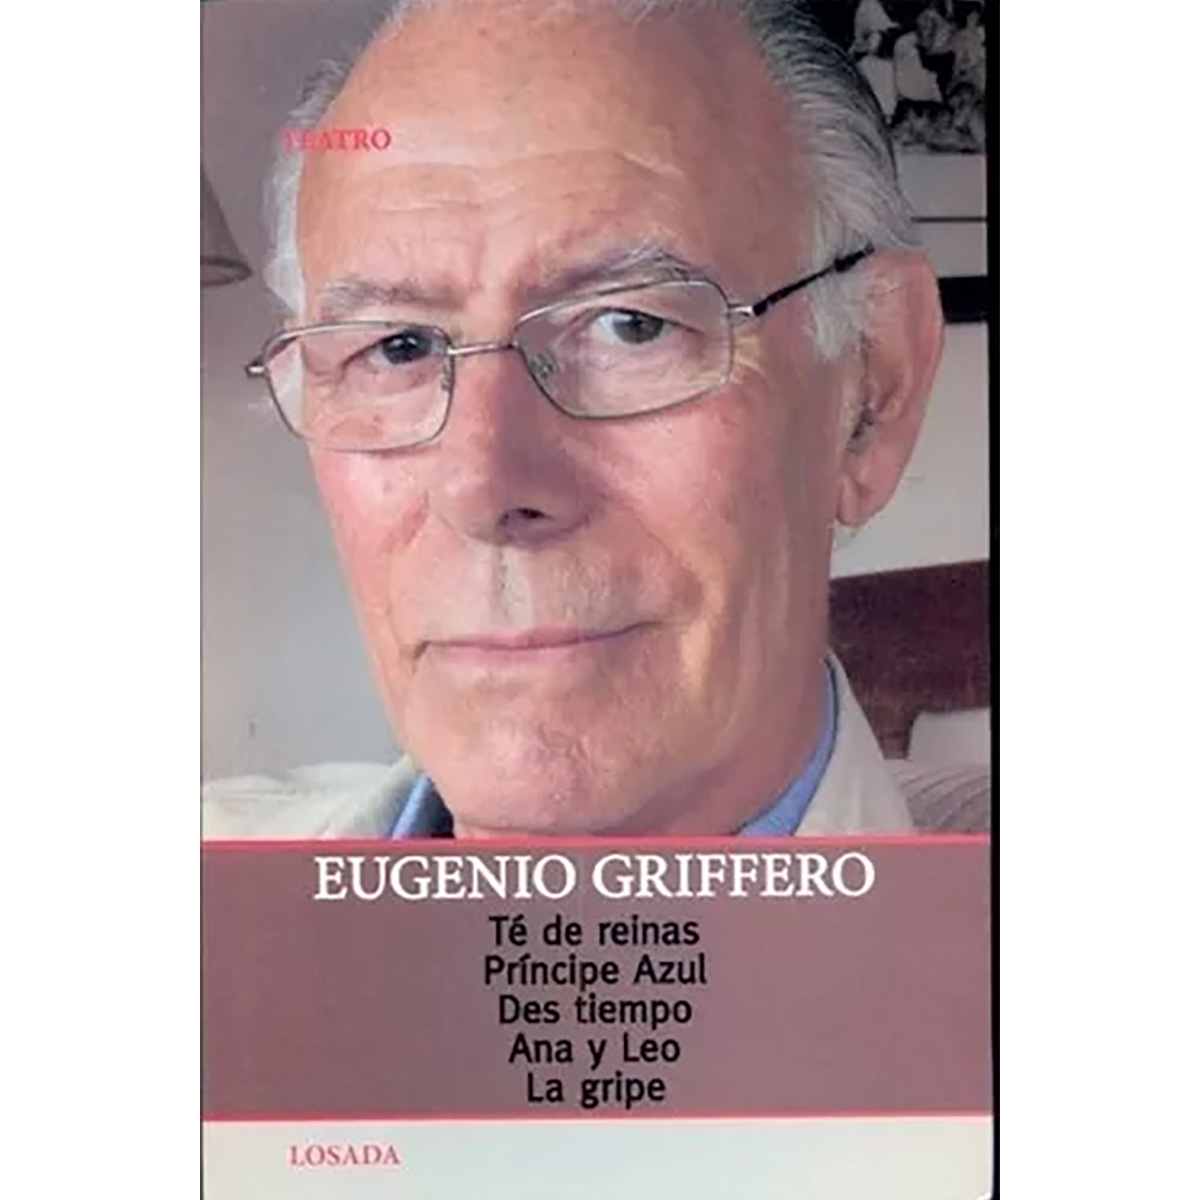 TEATRO
EUGENIO GRIFFERO
Té de reinas
Príncipe Azul
Des tiempo
Ana y Leo
La gripe
LOSADA